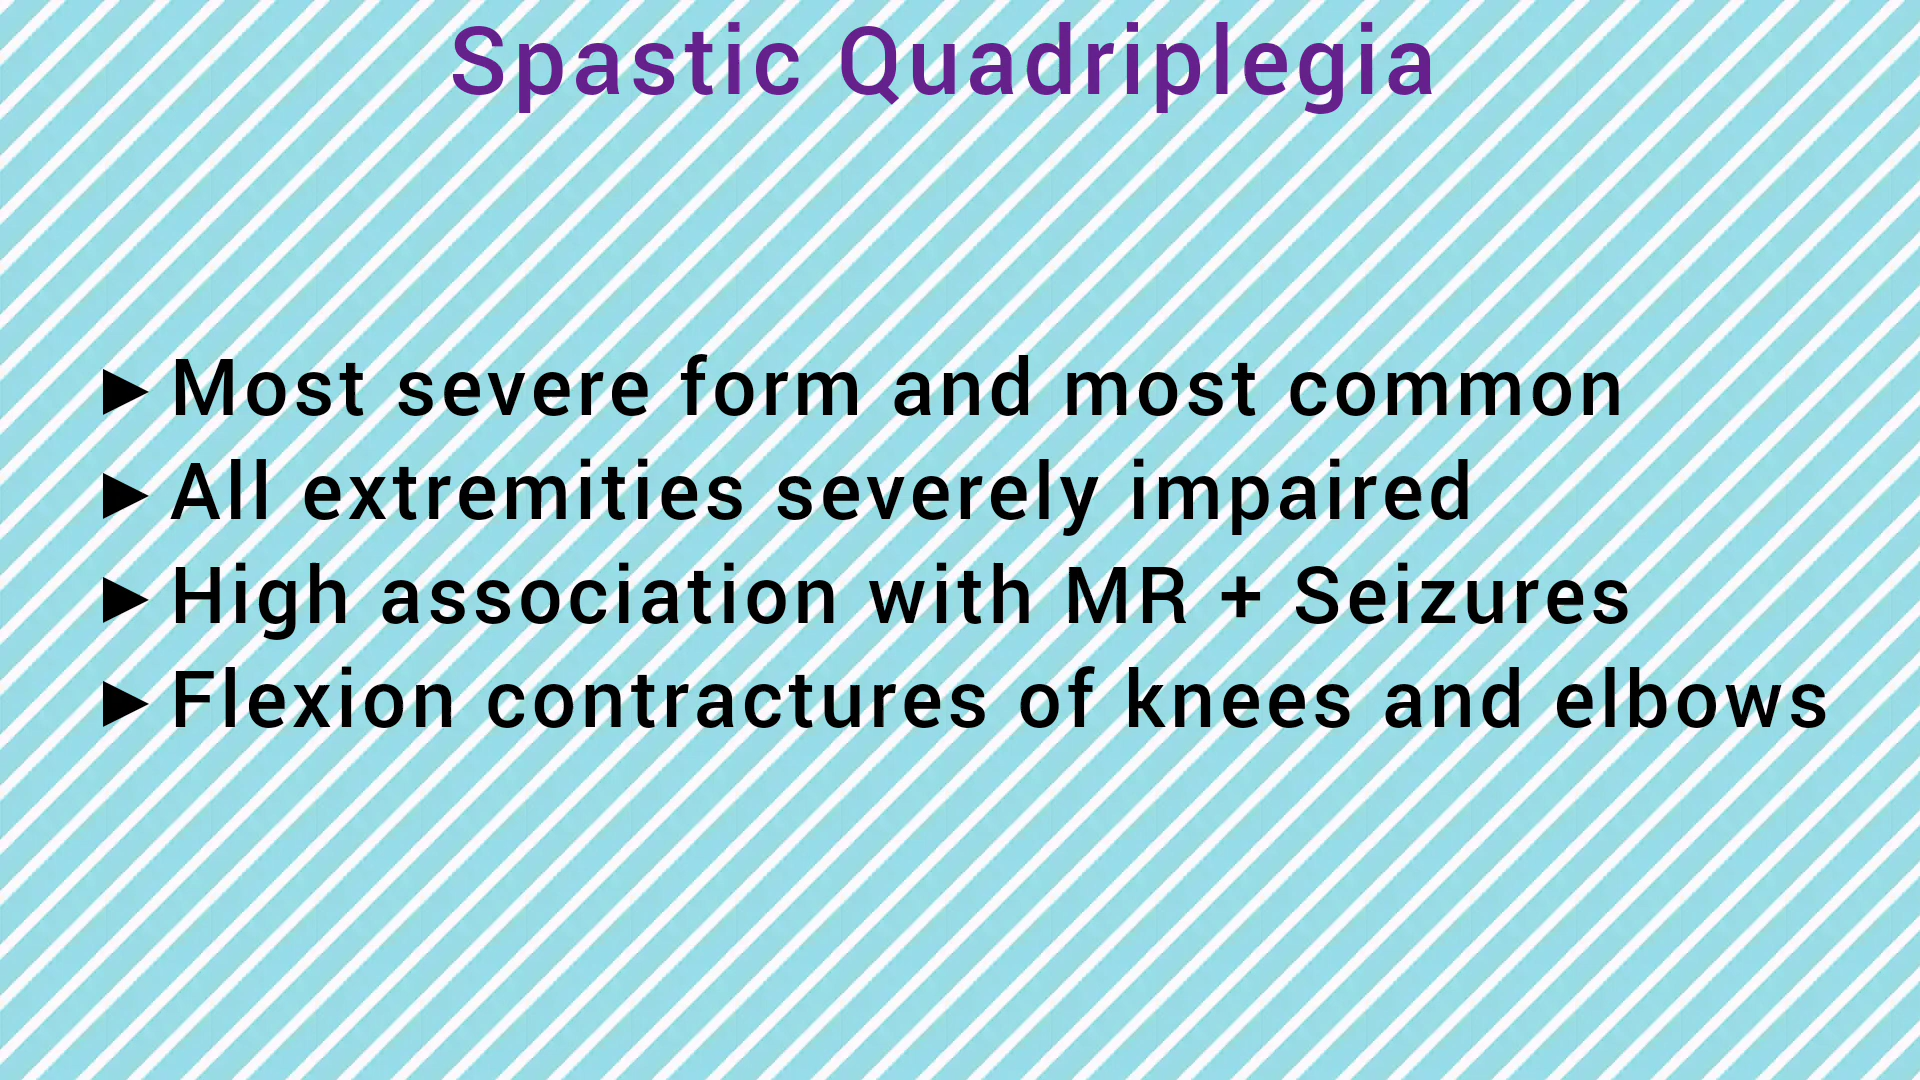 Spastic Quadriplegia
► Most severe form and most common
► All extremities severely impaired
► High association with MR + Seizures
► Flexion contractures of knees and elbows